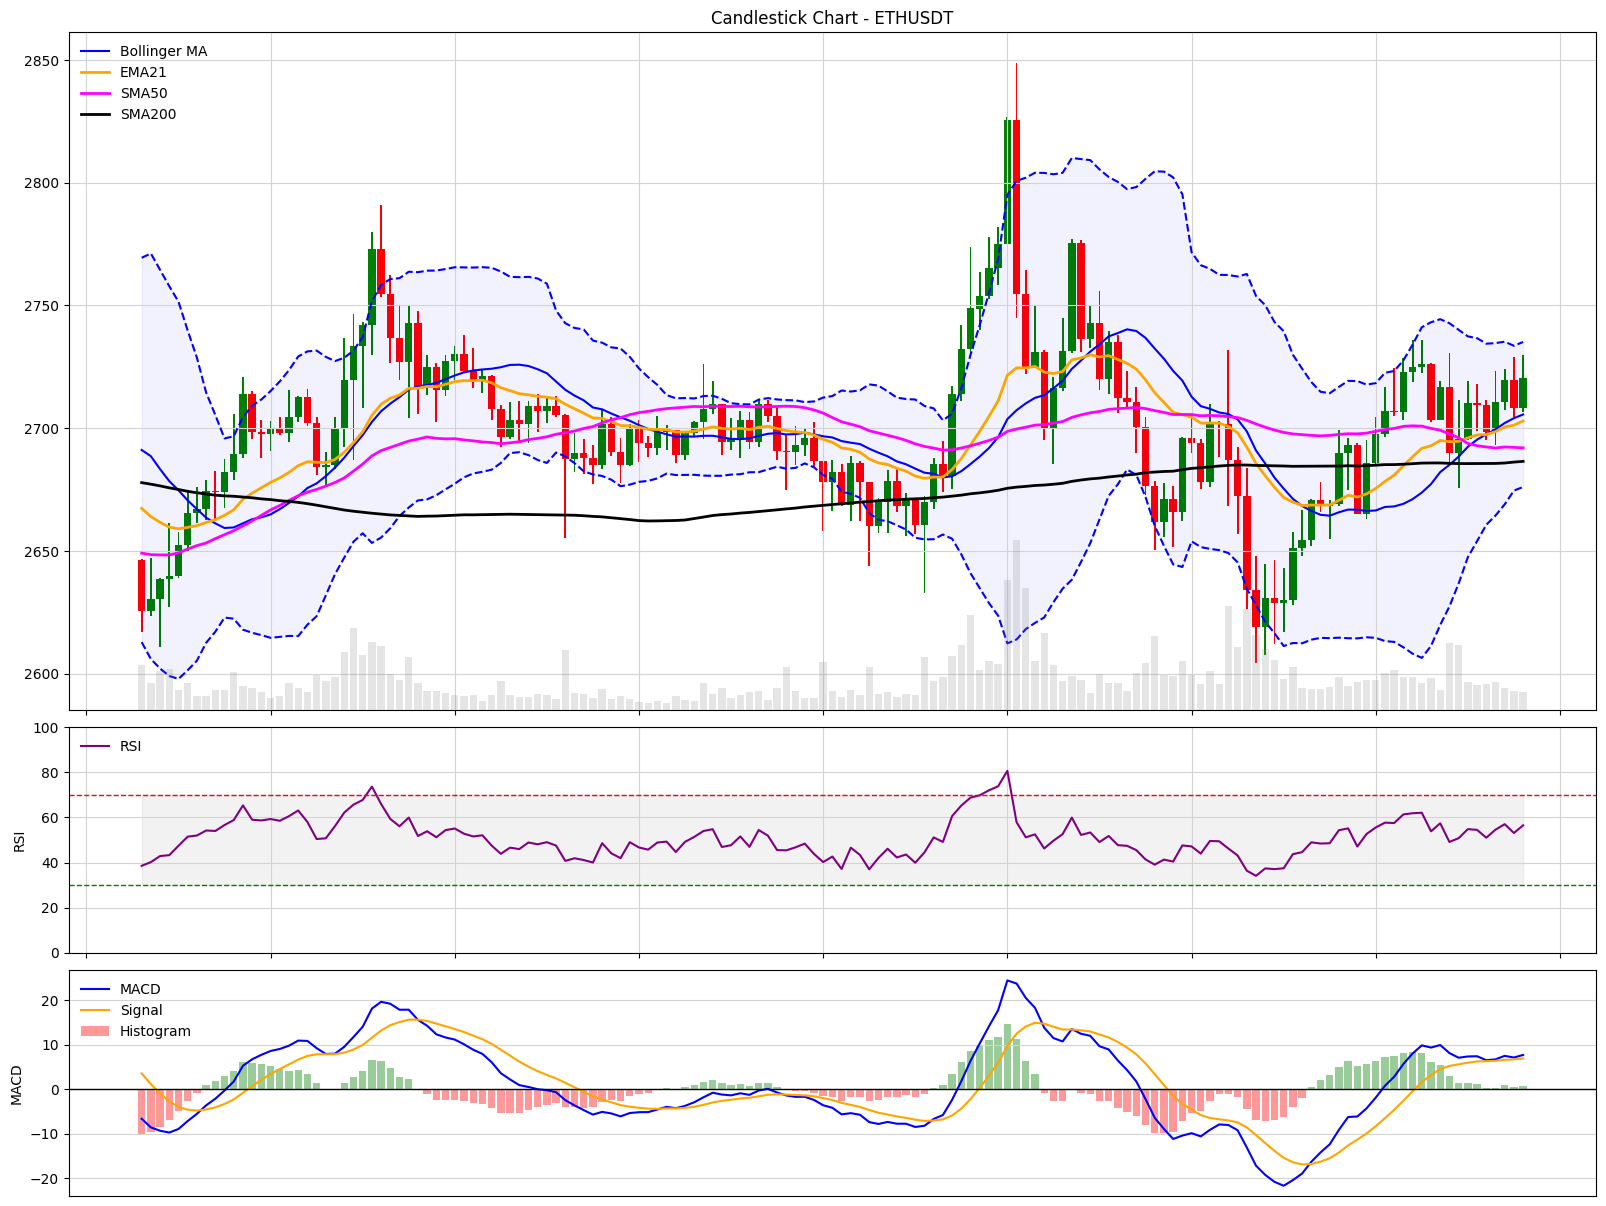 Candlestick Chart - ETHUSDT
Bollinger MA
EMA21
SMA50
SMA200
2850
2800
2750
2700
2650
2600
RSI
100
80
60
40
20
0
RSI
MACD
Signal
Histogram
20
10
0
−10
−20
MACD